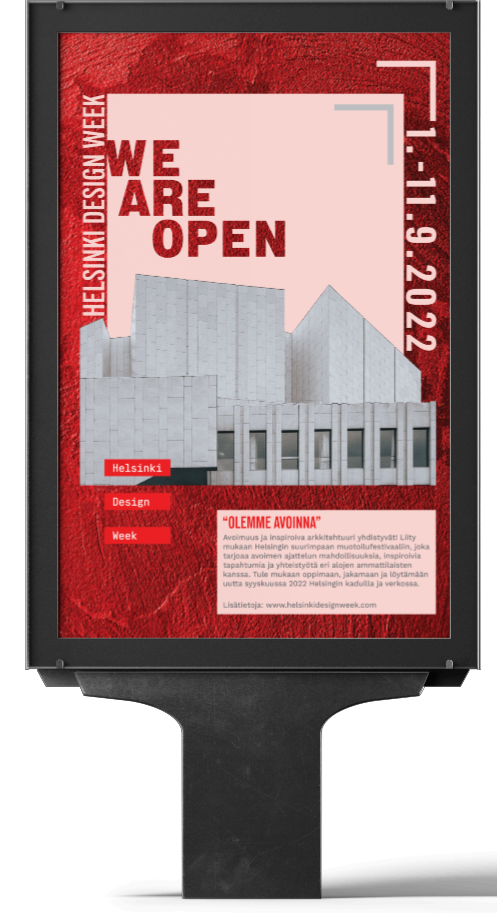 HELSINKI DESIGN WEEK
WE
ARE
OPEN
1.-11.9.2022
Helsinki
Design
Week
“OLEMME AVOINNA”
Avoimuus ja inspiroiva arkkitehtuuri yhdistyvät! Liity
mukaan Helsingin suurimpaan muotoilufestivaaliin, joka
tarjoaa avoimen ajattelun mahdollisuuksia, inspiroivia
tapahtumia ja yhteistyötä eri alojen ammattilaisten
kanssa. Tule mukaan oppimaan, jakamaan ja löytämään
uutta syyskuussa 2022 Helsingin kaduilla ja verkossa.
Lisätietoja: www.helsinkidesignweek.com